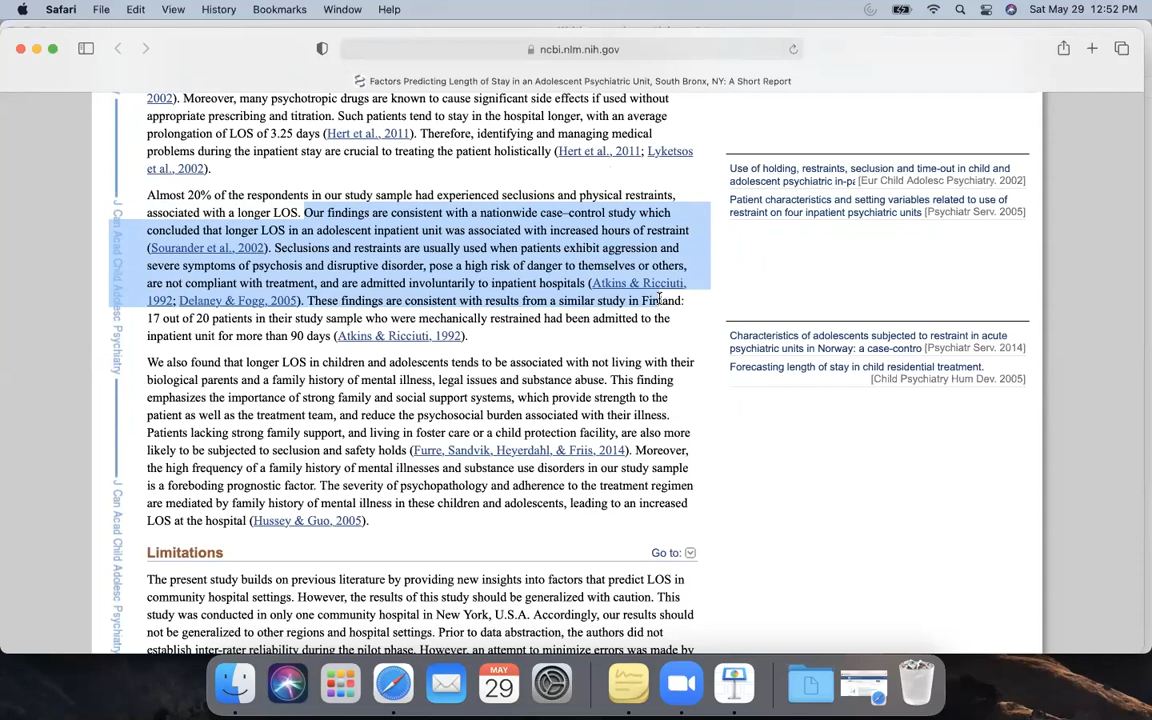 Safari File Edit View History Bookmarks Window Help Sat May 29 12:52 PM
ncbi.nlm.nih.gov
Factors Predicting Length of Stay in an Adolescent Psychiatric Unit, South Bronx, NY: A Short Report
2002). Moreover, many psychotropic drugs are known to cause significant side effects if used without
appropriate prescribing and titration. Such patients tend to stay in the hospital longer, with an average
prolongation of LOS of 3.25 days (Hert et al., 2011). Therefore, identifying and managing medical
problems during the inpatient stay are crucial to treating the patient holistically (Hert et al., 2011; Lyketsos
et al., 2002).
Almost 20% of the respondents in our study sample had experienced seclusions and physical restraints,
associated with a longer LOS. Our findings are consistent with a nationwide case–control study which
concluded that longer LOS in an adolescent inpatient unit was associated with increased hours of restraint
(Sourander et al., 2002). Seclusions and restraints are usually used when patients exhibit aggression and
severe symptoms of psychosis and disruptive disorder, pose a high risk of danger to themselves or others,
are not compliant with treatment, and are admitted involuntarily to inpatient hospitals (Atkins & Ricciuti,
1992; Delaney & Fogg, 2005). These findings are consistent with results from a similar study in Finland:
17 out of 20 patients in their study sample who were mechanically restrained had been admitted to the
inpatient unit for more than 90 days (Atkins & Ricciuti, 1992).
We also found that longer LOS in children and adolescents tends to be associated with not living with their
biological parents and a family history of mental illness, legal issues and substance abuse. This finding
emphasizes the importance of strong family and social support systems, which provide strength to the
patient as well as the treatment team, and reduce the psychosocial burden associated with their illness.
Patients lacking strong family support, and living in foster care or a child protection facility, are also more
likely to be subjected to seclusion and safety holds (Furre, Sandvik, Heyerdahl, & Friis, 2014). Moreover,
the high frequency of a family history of mental illnesses and substance use disorders in our study sample
is a foreboding prognostic factor. The severity of psychopathology and adherence to the treatment regimen
are mediated by family history of mental illness in these children and adolescents, leading to an increased
LOS at the hospital (Hussey & Guo, 2005).
Limitations Go to:
The present study builds on previous literature by providing new insights into factors that predict LOS in
community hospital settings. However, the results of this study should be generalized with caution. This
study was conducted in only one community hospital in New York, U.S.A. Accordingly, our results should
not be generalized to other regions and hospital settings. Prior to data abstraction, the authors did not
establish inter-rater reliability during the pilot phase. However, an attempt to minimize errors was made by
Use of holding, restraints, seclusion and time-out in child and
adolescent psychiatric in-pa [Eur Child Adolesc Psychiatry. 2002]
Patient characteristics and setting variables related to use of
restraint on four inpatient psychiatric units [Psychiatr Serv. 2005]
Characteristics of adolescents subjected to restraint in acute
psychiatric units in Norway: a case-contro [Psychiatr Serv. 2014]
Forecasting length of stay in child residential treatment.
[Child Psychiatry Hum Dev. 2005]
J Can Acad Child Adolesc Psychiatry
J Can Acad Child Adolesc Psychiatry
MAY
29